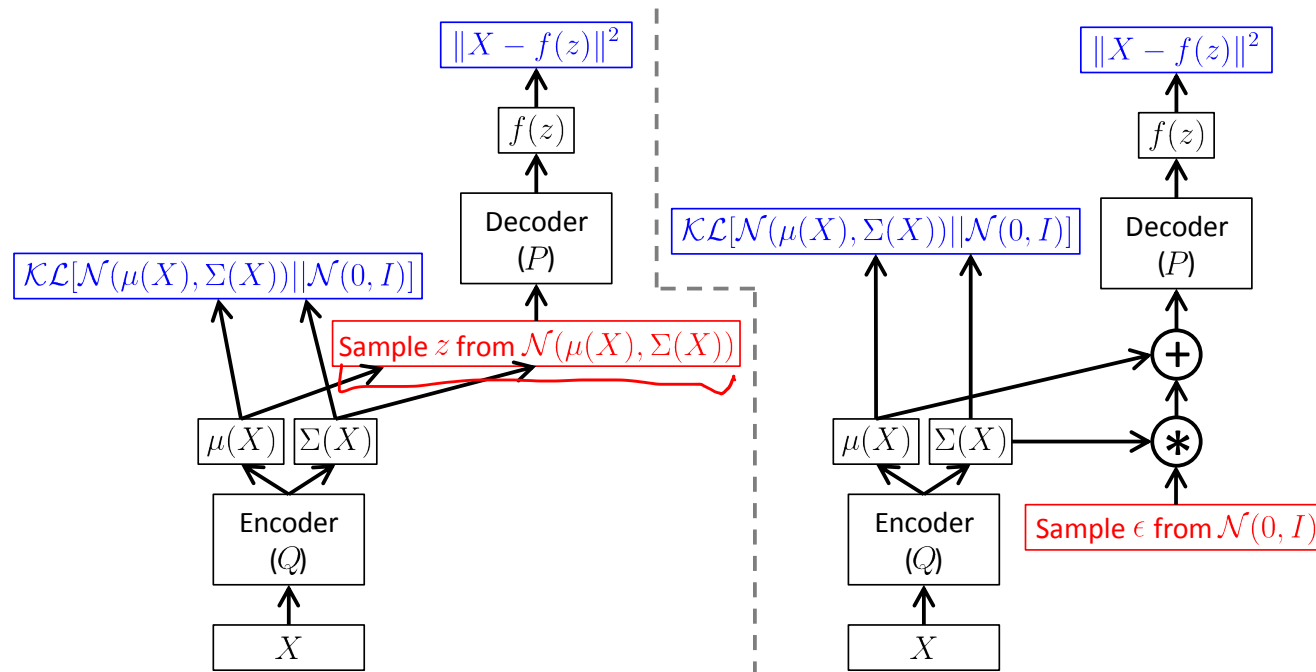 ‖X − f(z)‖²
f(z)
Decoder
(P)
𝒦ℒ[𝒩(μ(X), Σ(X))||𝒩(0, I)]
Sample z from 𝒩(μ(X), Σ(X))
μ(X)
Σ(X)
Encoder
(Q)
X
‖X − f(z)‖²
f(z)
Decoder
(P)
𝒦ℒ[𝒩(μ(X), Σ(X))||𝒩(0, I)]
+
μ(X)
Σ(X)
*
Encoder
(Q)
Sample ϵ from 𝒩(0, I)
X